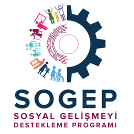 SOGEP
SOSYAL GELİŞMEYİ
DESTEKLEME PROGRAMI